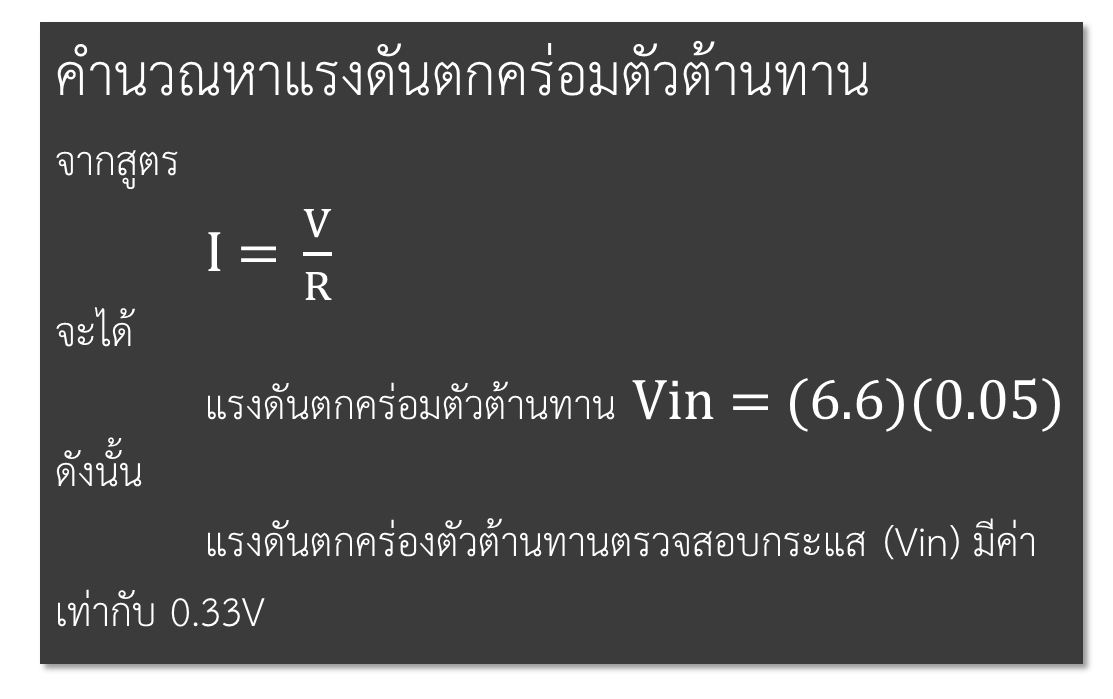 คำนวณหาแรงดันตกคร่อมตัวต้านทาน
จากสูตร
I = V/R
จะได้
แรงดันตกคร่อมตัวต้านทาน Vin = (6.6)(0.05)
ดังนั้น
แรงดันตกคร่องตัวต้านทานตรวจสอบกระแส (Vin) มีค่า
เท่ากับ 0.33V